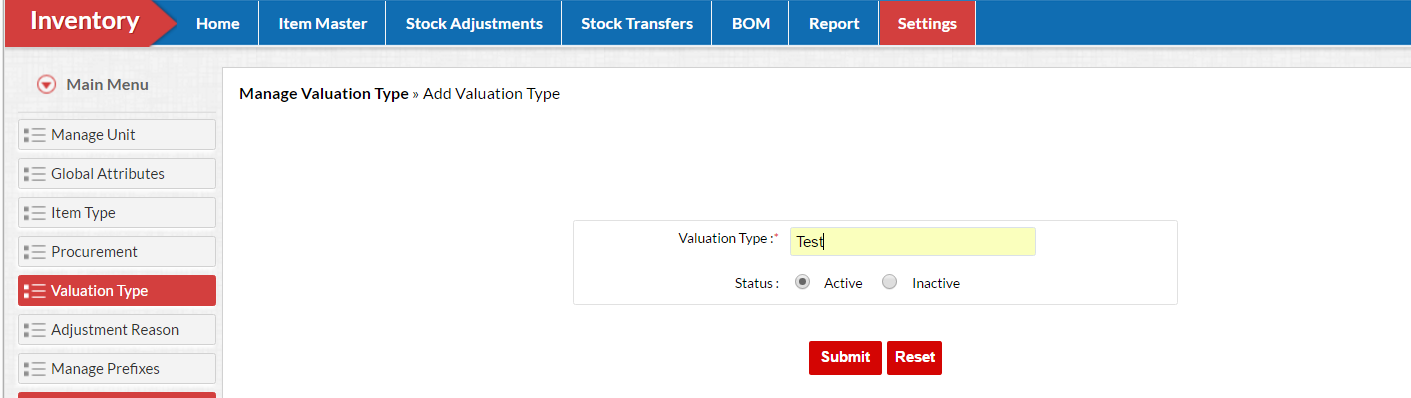 Inventory
Home Item Master Stock Adjustments Stock Transfers BOM Report Settings
Main Menu
Manage Valuation Type » Add Valuation Type
Manage Unit
Global Attributes
Item Type
Procurement
Valuation Type
Adjustment Reason
Manage Prefixes
Valuation Type :* Test
Status : Active Inactive
Submit Reset